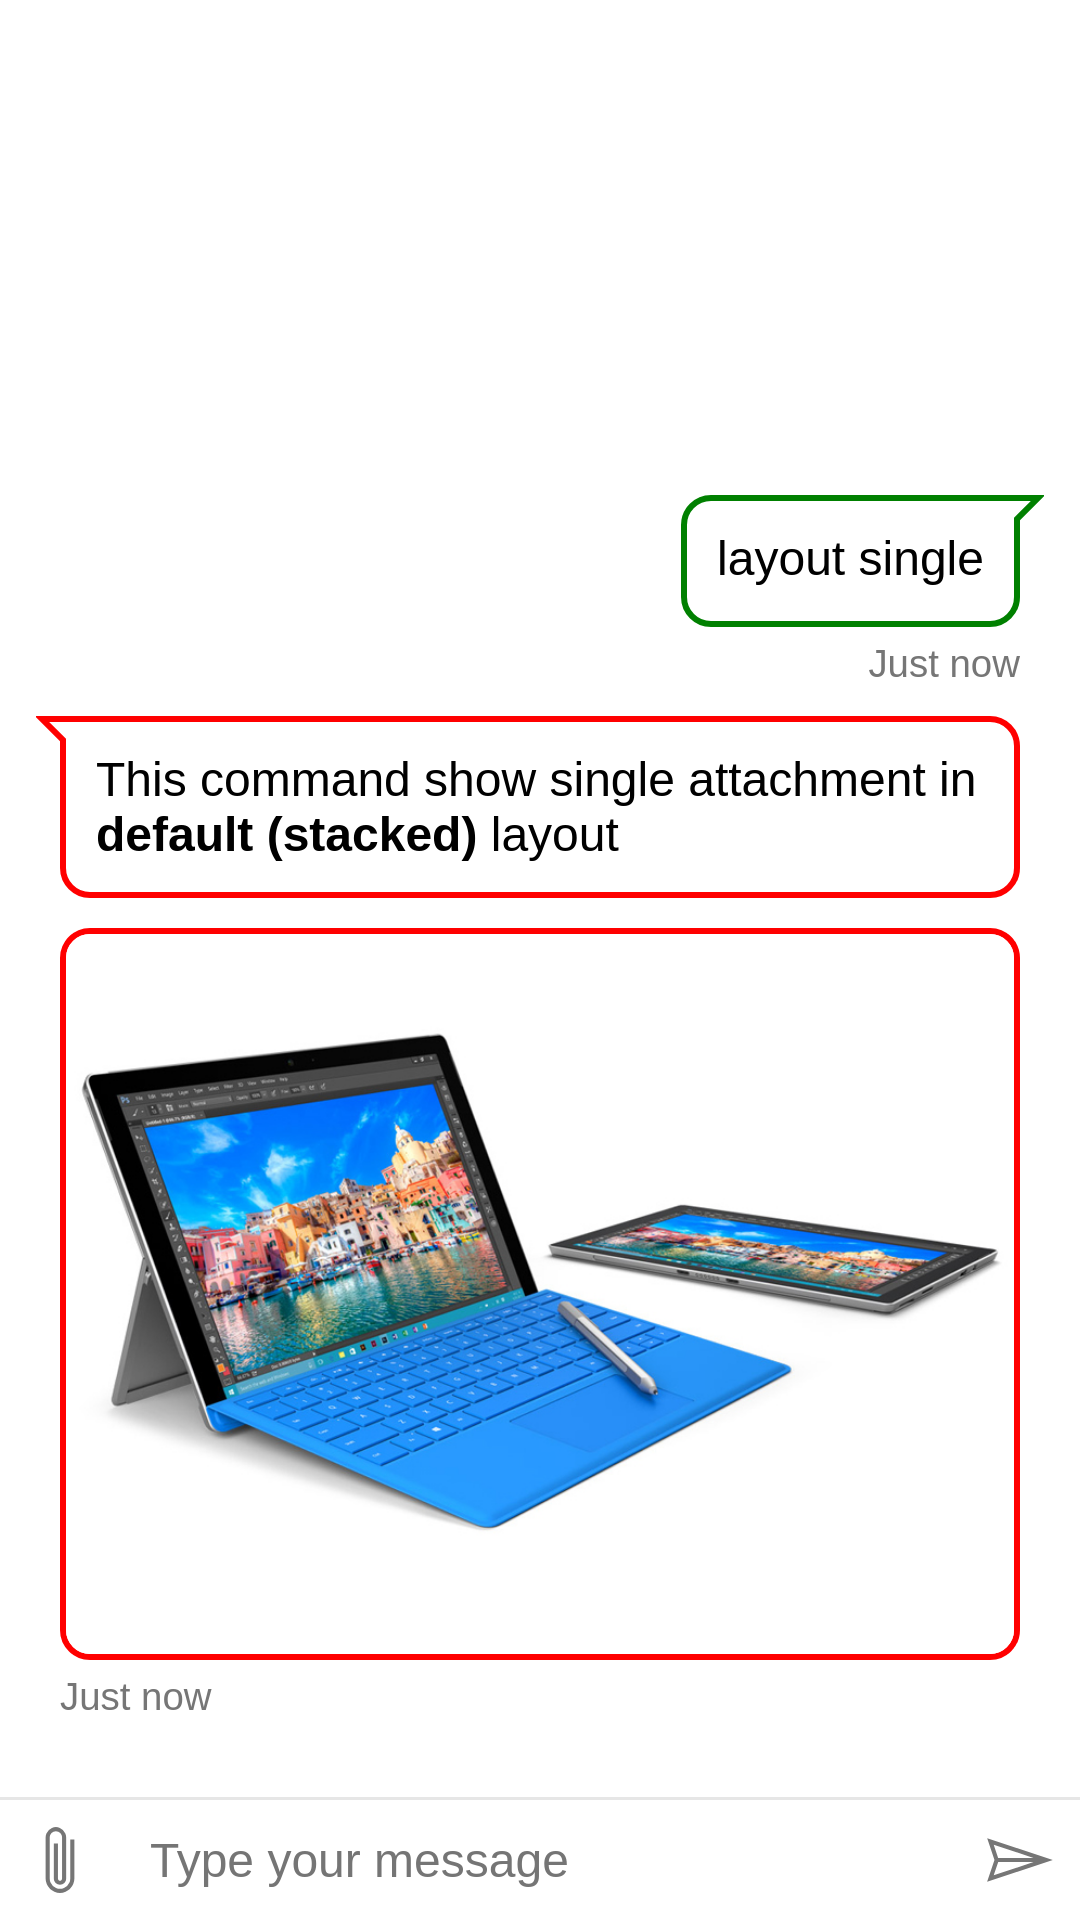 layout single
Just now
This command show single attachment in
default (stacked) layout
Just now
Type your message